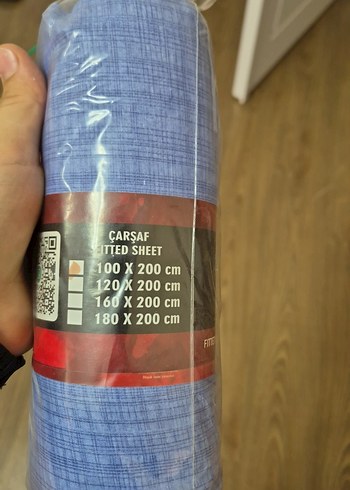 ÇARŞAF
FITTED SHEET
100 X 200 cm
120 X 200 cm
160 X 200 cm
180 X 200 cm